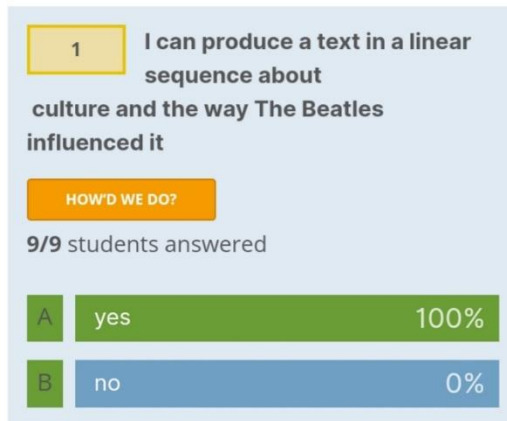 1
I can produce a text in a linear
sequence about
culture and the way The Beatles
influenced it
HOW'D WE DO?
9/9 students answered
A yes 100%
B no 0%